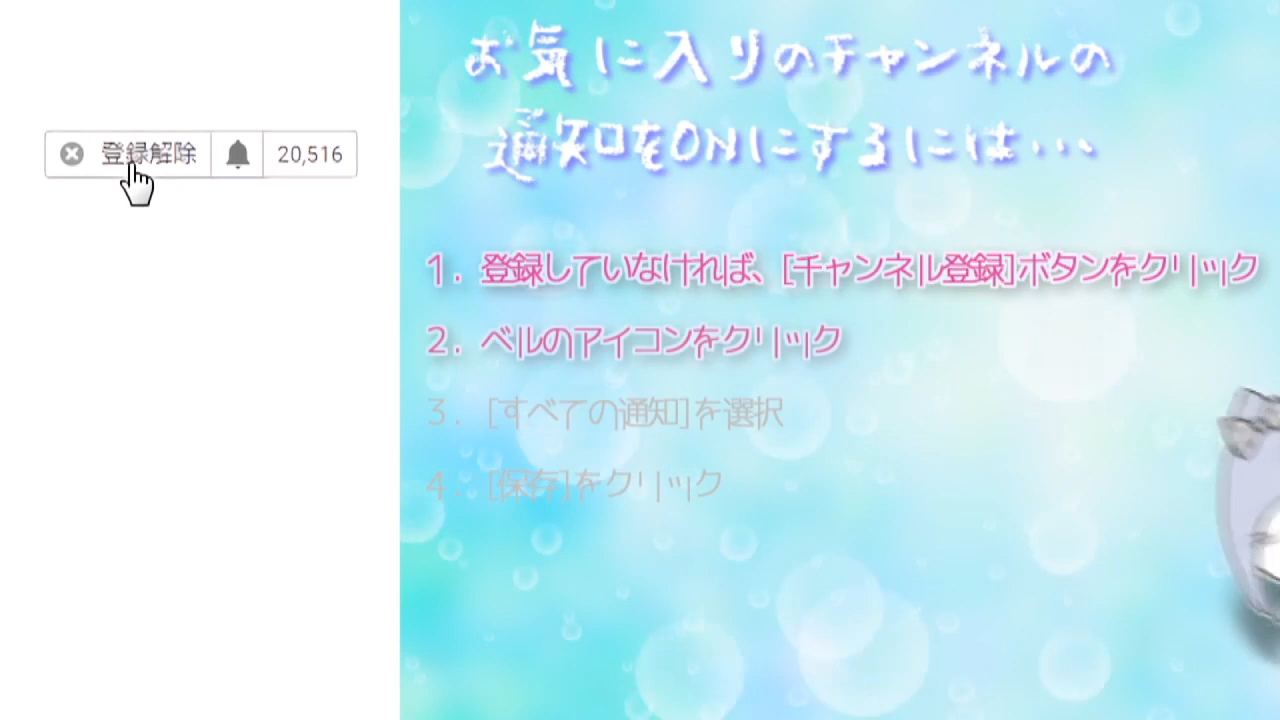 お気に入りのチャンネルの
通知をONにするには…
登録解除 20,516
1. 登録していなければ、[チャンネル登録]ボタンをクリック
2. ベルのアイコンをクリック
3. [すべての通知]を選択
4. [保存]をクリック